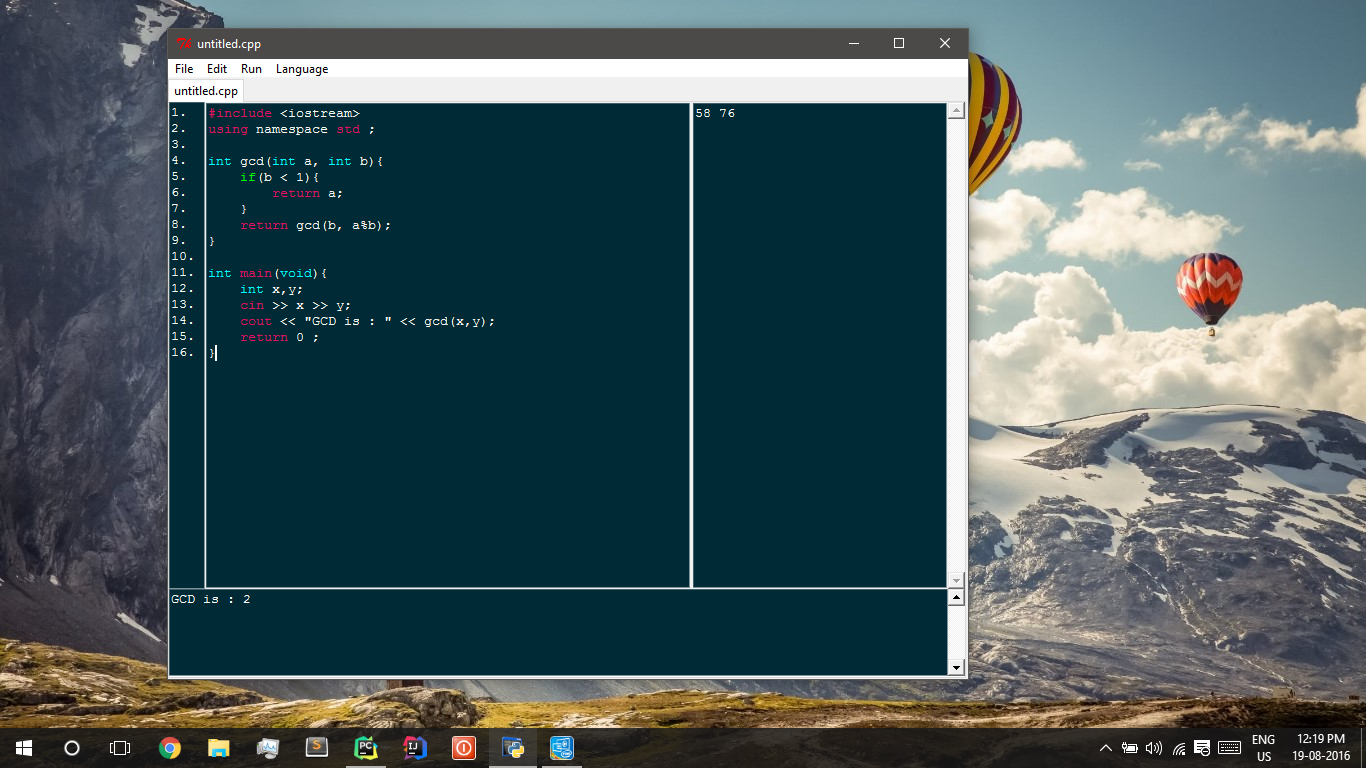 untitled.cpp
File Edit Run Language
untitled.cpp
1. #include <iostream>
2. using namespace std ;
3.
4. int gcd(int a, int b){
5.     if(b < 1){
6.         return a;
7.     }
8.     return gcd(b, a%b);
9. }
10.
11. int main(void){
12.     int x,y;
13.     cin >> x >> y;
14.     cout << "GCD is : " << gcd(x,y);
15.     return 0 ;
16. }
58 76
GCD is : 2
S
PC
IJ
ENG
US
12:19 PM
19-08-2016